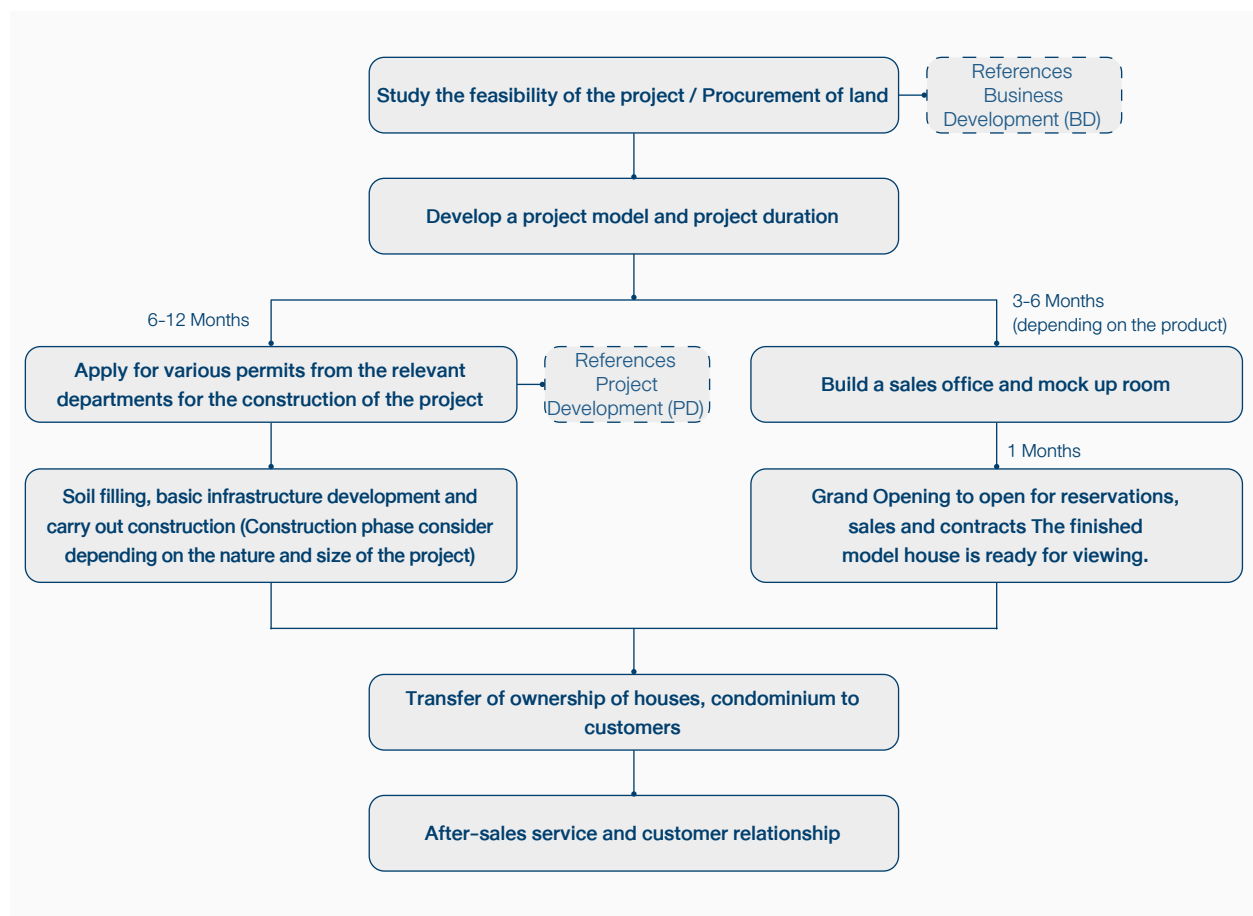 Study the feasibility of the project / Procurement of land
References
Business
Development (BD)
Develop a project model and project duration
6-12 Months
3-6 Months
(depending on the product)
Apply for various permits from the relevant
departments for the construction of the project
References
Project
Development (PD)
Build a sales office and mock up room
1 Months
Soil filling, basic infrastructure development and
carry out construction (Construction phase consider
depending on the nature and size of the project)
Grand Opening to open for reservations,
sales and contracts The finished
model house is ready for viewing.
Transfer of ownership of houses, condominium to
customers
After-sales service and customer relationship